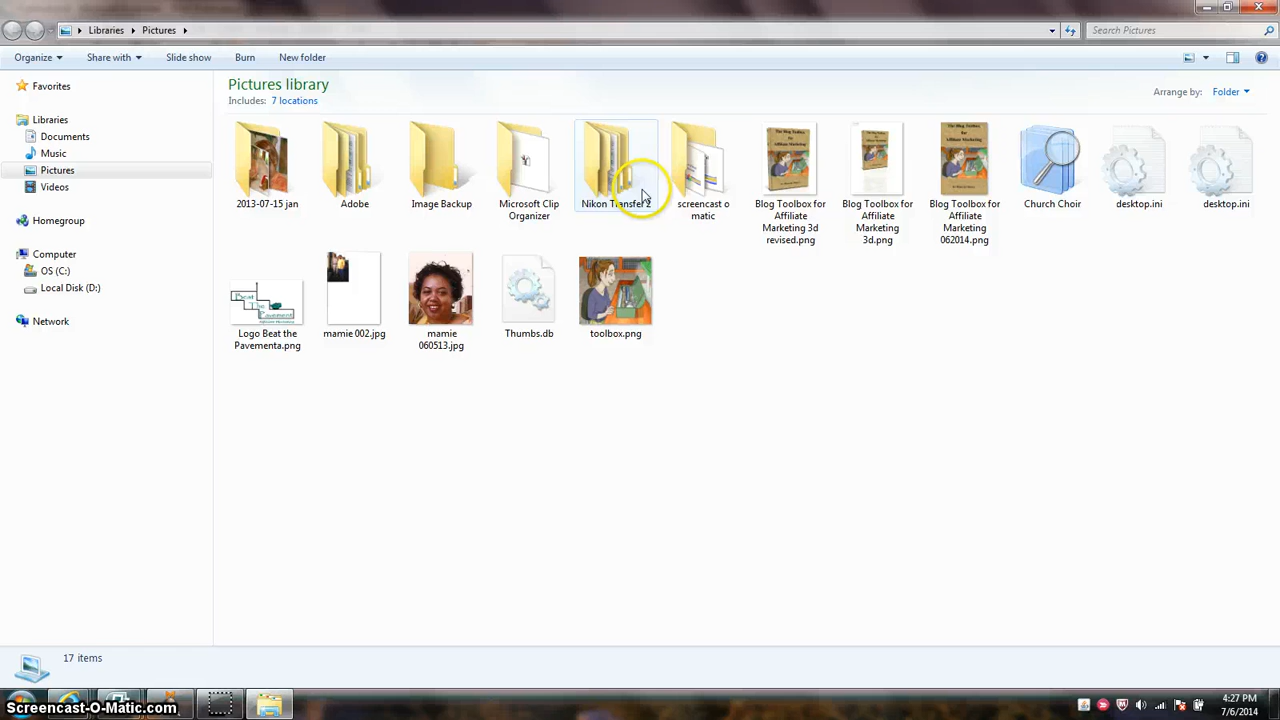 Libraries
Pictures
Search Pictures
Organize
Share with
Slide show
Burn
New folder
Favorites
Libraries
Documents
Music
Pictures
Videos
Homegroup
Computer
OS (C:)
Local Disk (D:)
Network
Pictures library
Includes: 7 locations
Arrange by: Folder
2013-07-15 jan
Adobe
Image Backup
Microsoft Clip
Organizer
Nikon Transfer 2
screencast o
matic
Blog Toolbox for
Affiliate
Marketing 3d
revised.png
Blog Toolbox for
Affiliate
Marketing
3d.png
Blog Toolbox for
Affiliate
Marketing
062014.png
Church Choir
desktop.ini
desktop.ini
Logo Beat the
Pavementa.png
mamie 002.jpg
mamie
060513.jpg
Thumbs.db
toolbox.png
17 items
Screencast-O-Matic.com
4:27 PM
7/6/2014